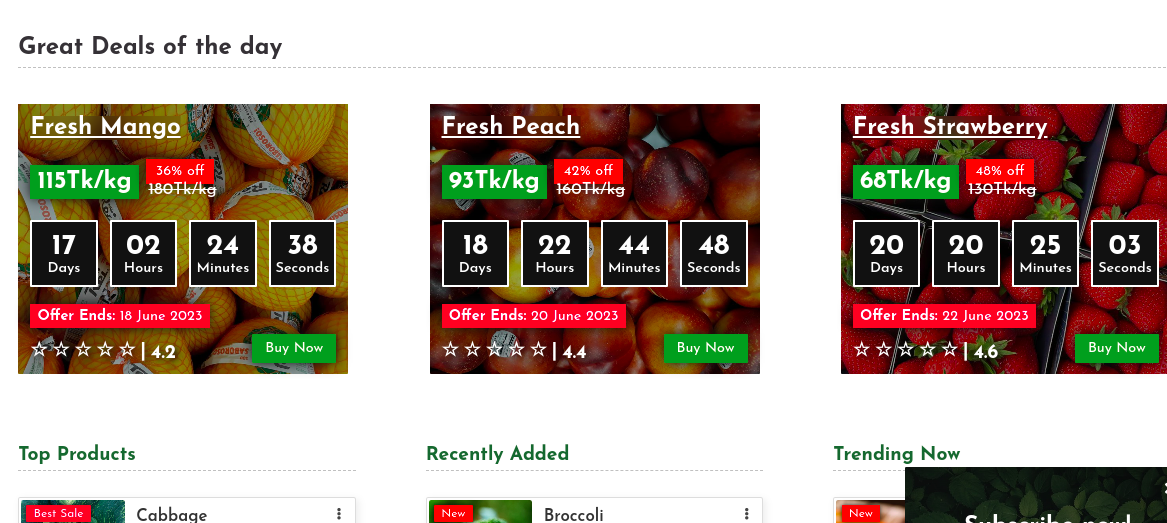 Great Deals of the day
Fresh Mango
115Tk/kg
36% off
180Tk/kg
17 02 24 38
Days Hours Minutes Seconds
Offer Ends: 18 June 2023
| 4.2
Buy Now
Fresh Peach
93Tk/kg
42% off
160Tk/kg
18 22 44 48
Days Hours Minutes Seconds
Offer Ends: 20 June 2023
| 4.4
Buy Now
Fresh Strawberry
68Tk/kg
48% off
130Tk/kg
20 20 25 03
Days Hours Minutes Seconds
Offer Ends: 22 June 2023
| 4.6
Buy Now
Top Products
Best Sale
Cabbage
Recently Added
New
Broccoli
Trending Now
New
Subscribe now!